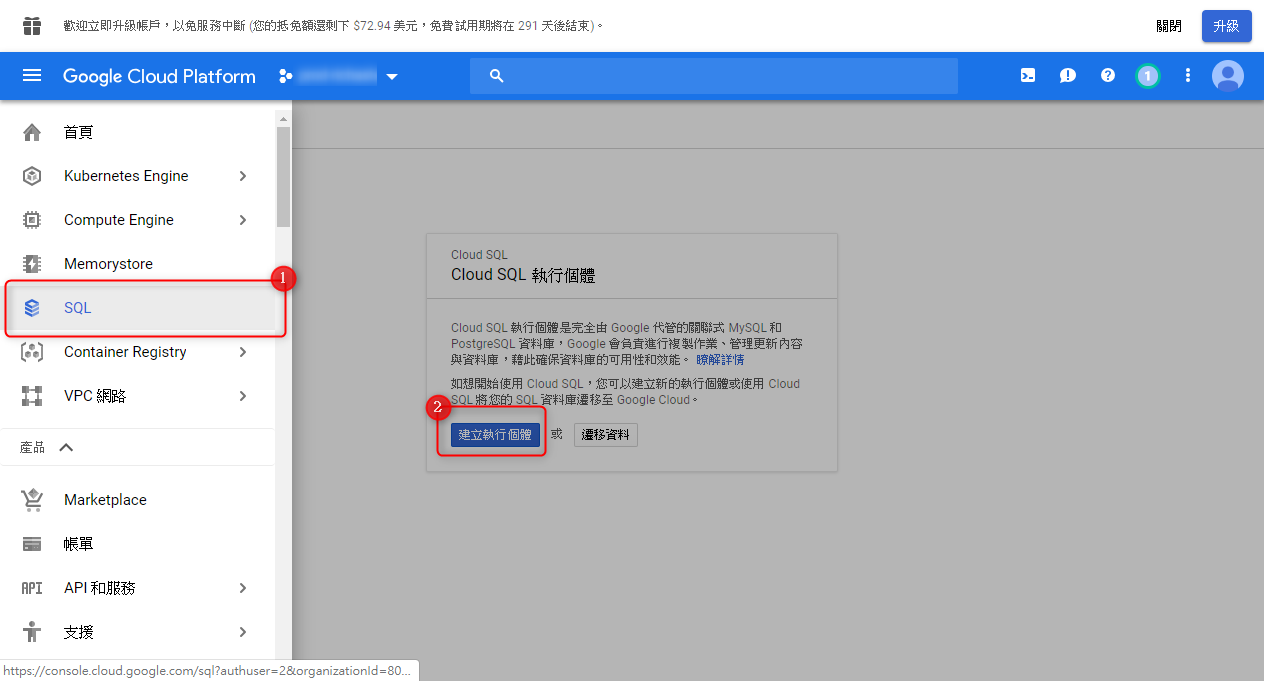 歡迎立即升級帳戶，以免服務中斷 (您的抵免額還剩下 $72.94 美元，免費試用期將在 291 天後結束)。
關閉
升級
Google Cloud Platform
1
首頁
Kubernetes Engine
Compute Engine
Memorystore
1
SQL
Container Registry
VPC 網路
產品
Marketplace
帳單
API API 和服務
支援
Cloud SQL
Cloud SQL 執行個體
Cloud SQL 執行個體是完全由 Google 代管的關聯式 MySQL 和
PostgreSQL 資料庫，Google 會負責進行複製作業、管理更新內容
與資料庫，藉此確保資料庫的可用性和效能。 瞭解詳情
如想開始使用 Cloud SQL，您可以建立新的執行個體或使用 Cloud
SQL 將您的 SQL 資料庫遷移至 Google Cloud。
2
建立執行個體 或 遷移資料
https://console.cloud.google.com/sql?authuser=2&organizationId=80...